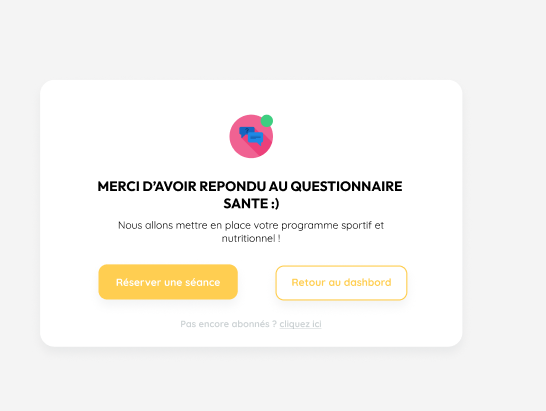 MERCI D'AVOIR REPONDU AU QUESTIONNAIRE
SANTE :)
Nous allons mettre en place votre programme sportif et
nutritionnel !
Réserver une séance
Retour au dashbord
Pas encore abonnés ? cliquez ici